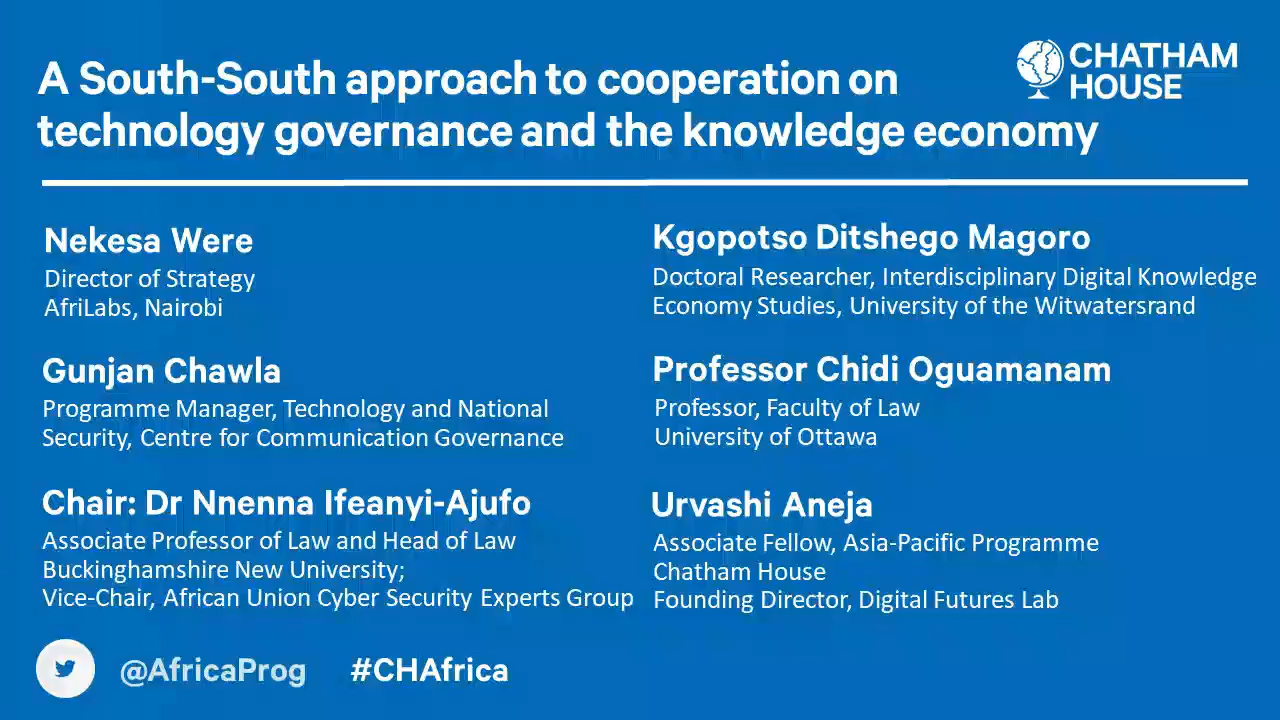 A South-South approach to cooperation on
technology governance and the knowledge economy
CHATHAM
HOUSE
Nekesa Were
Director of Strategy
AfriLabs, Nairobi
Kgopotso Ditshego Magoro
Doctoral Researcher, Interdisciplinary Digital Knowledge
Economy Studies, University of the Witwatersrand
Gunjan Chawla
Programme Manager, Technology and National
Security, Centre for Communication Governance
Professor Chidi Oguamanam
Professor, Faculty of Law
University of Ottawa
Chair: Dr Nnenna Ifeanyi-Ajufo
Associate Professor of Law and Head of Law
Buckinghamshire New University;
Vice-Chair, African Union Cyber Security Experts Group
Urvashi Aneja
Associate Fellow, Asia-Pacific Programme
Chatham House
Founding Director, Digital Futures Lab
@AfricaProg #CHAfrica